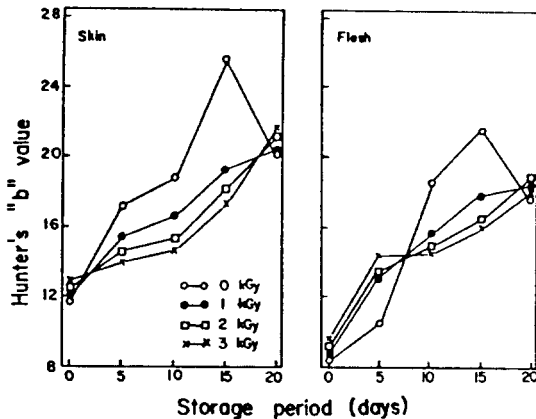 Skin
Flesh
Hunter's "b" value
28
24
20
16
12
8
0 kGy
1 kGy
2 kGy
3 kGy
0 5 10 15 20
0 5 10 15 20
Storage period (days)